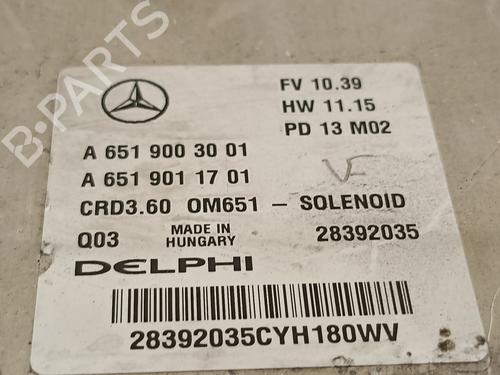 B-PARTS
FV 10.39
HW 11.15
PD 13 M02
A 651 900 30 01
A 651 901 17 01
CRD3.60 OM651 - SOLENOID
Q03 MADE IN HUNGARY 28392035
DELPHI
28392035CYH180WV